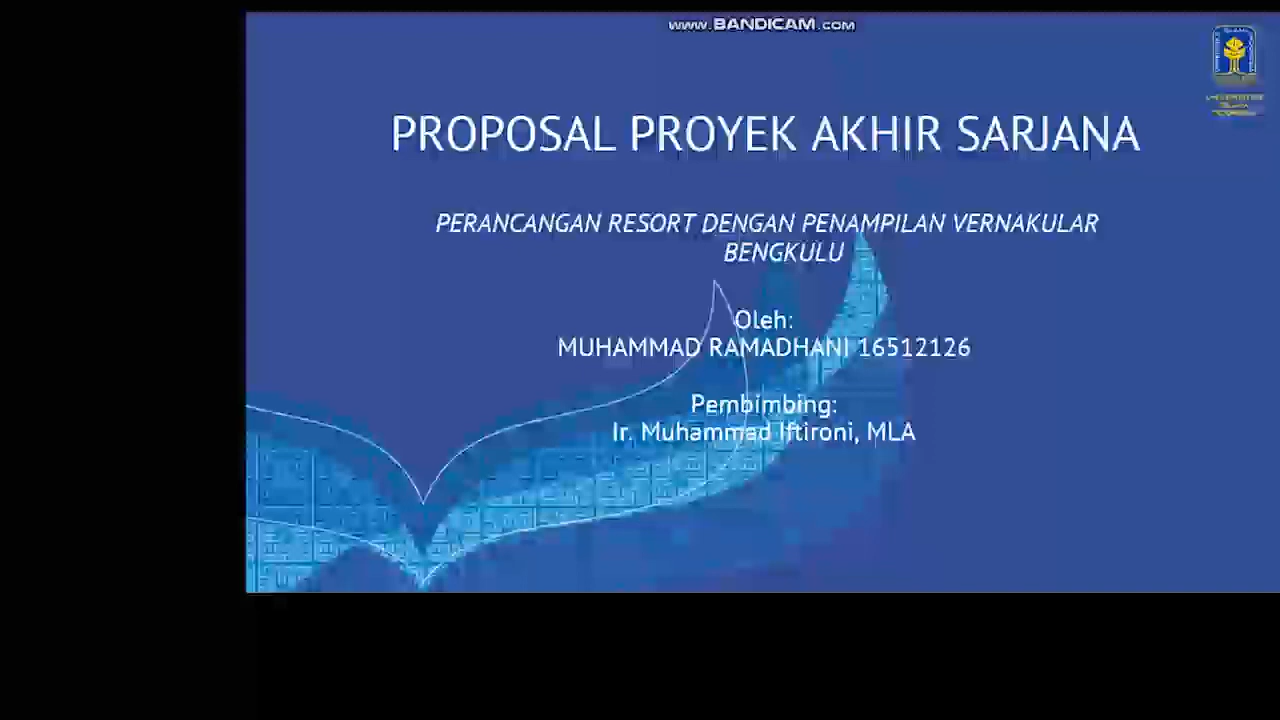 www.BANDICAM.com
PROPOSAL PROYEK AKHIR SARJANA
PERANCANGAN RESORT DENGAN PENAMPILAN VERNAKULAR
BENGKULU
Oleh:
MUHAMMAD RAMADHANI 16512126
Pembimbing:
Ir. Muhammad Iftironi, MLA